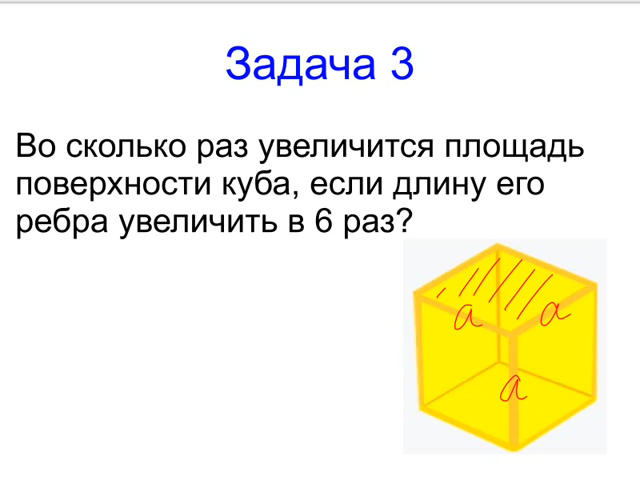 Задача 3
Во сколько раз увеличится площадь
поверхности куба, если длину его
ребра увеличить в 6 раз?
a a
a